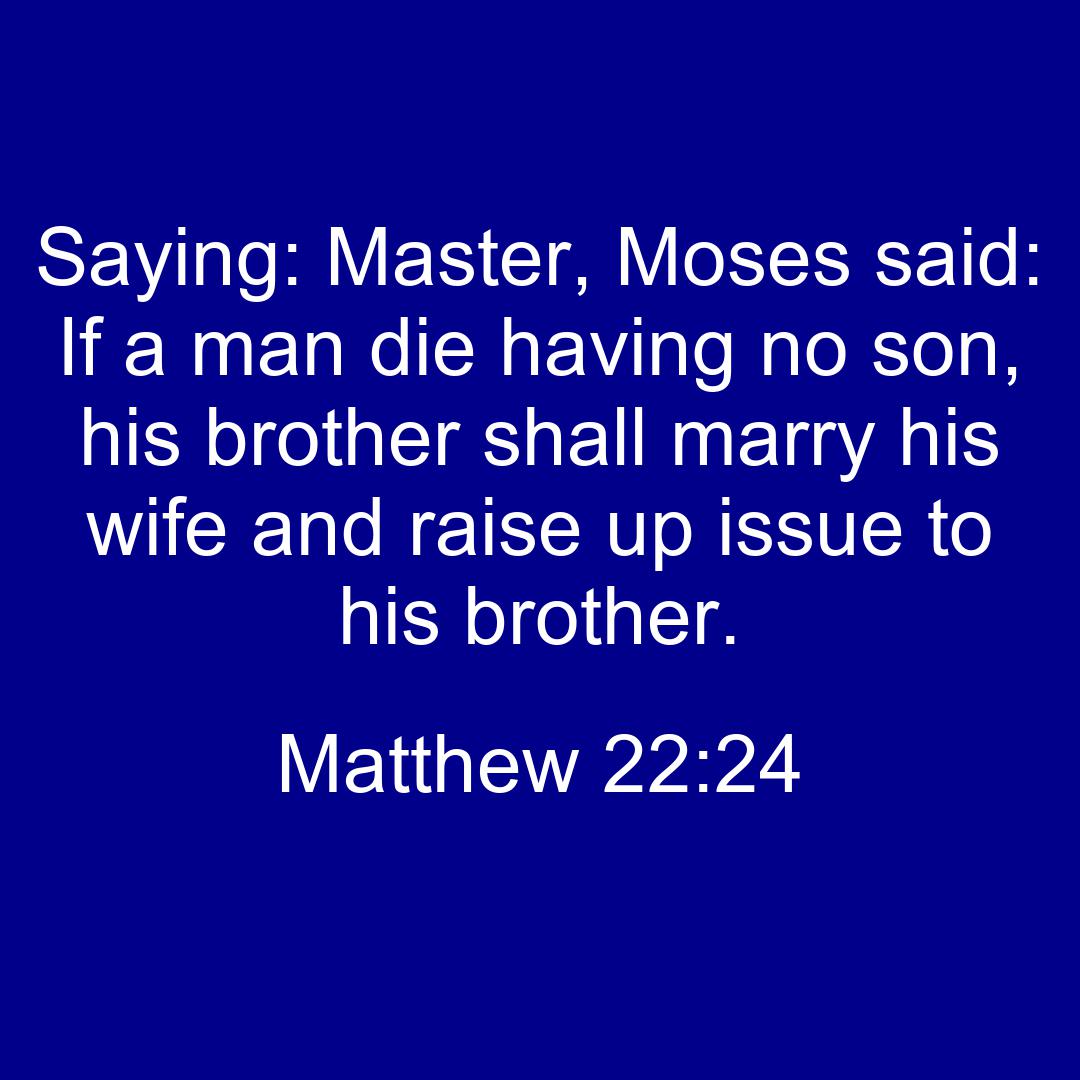 Saying: Master, Moses said:
If a man die having no son,
his brother shall marry his
wife and raise up issue to
his brother.
Matthew 22:24